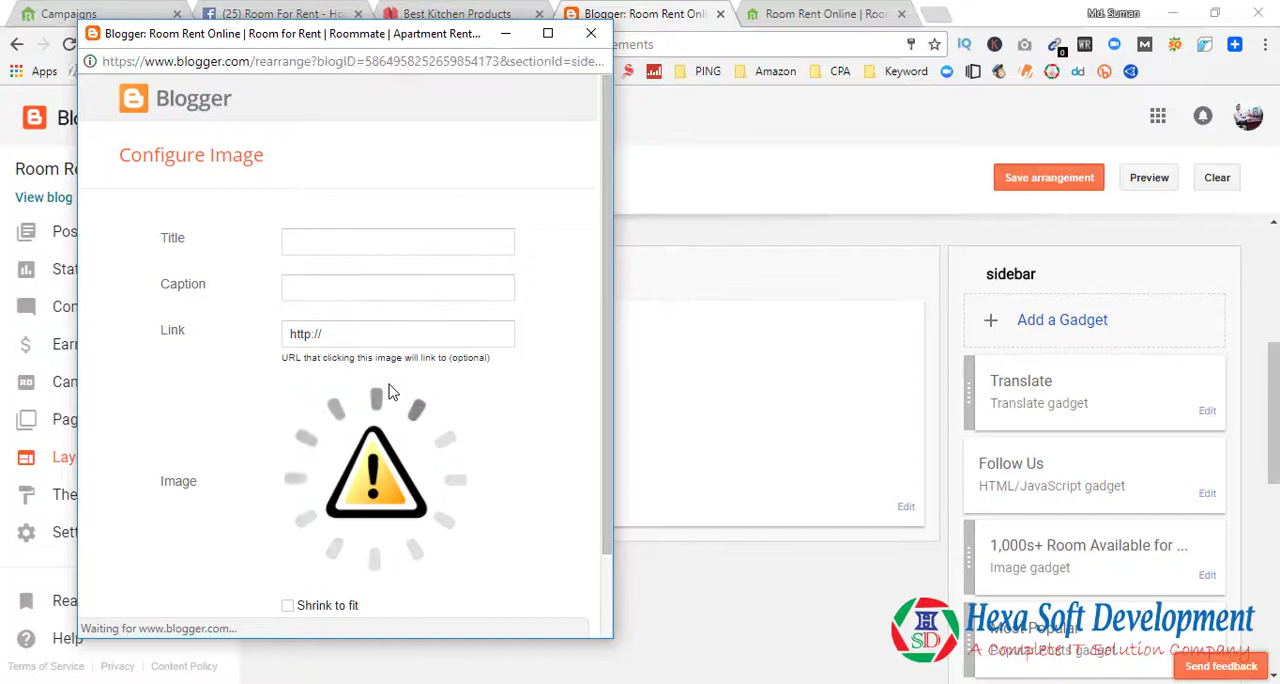 Campaigns
(25) Room For Rent - Ho
Best Kitchen Products
Blogger: Room Rent Onl
Room Rent Online | Roo
Md. Suman
Blogger: Room Rent Online | Room for Rent | Roommate | Apartment Rent...
https://www.blogger.com/rearrange?blogID=5864958252659854173&sectionId=side...
ements
Apps
PING
Amazon
CPA
Keyword
Blogger
Configure Image
Title
Caption
Link
http://
URL that clicking this image will link to (optional)
Image
Shrink to fit
Waiting for www.blogger.com...
Room Re
View blog
Pos
Stat
Con
Earn
Can
Pag
Lay
The
Sett
Rea
Help
Terms of Service
Privacy
Content Policy
Save arrangement
Preview
Clear
Edit
sidebar
Add a Gadget
Translate
Translate gadget
Edit
Follow Us
HTML/JavaScript gadget
Edit
1,000s+ Room Available for ...
Image gadget
Edit
Most Popular
Hexa Soft Development
A Complete IT Solution Company
HSD
Send feedback